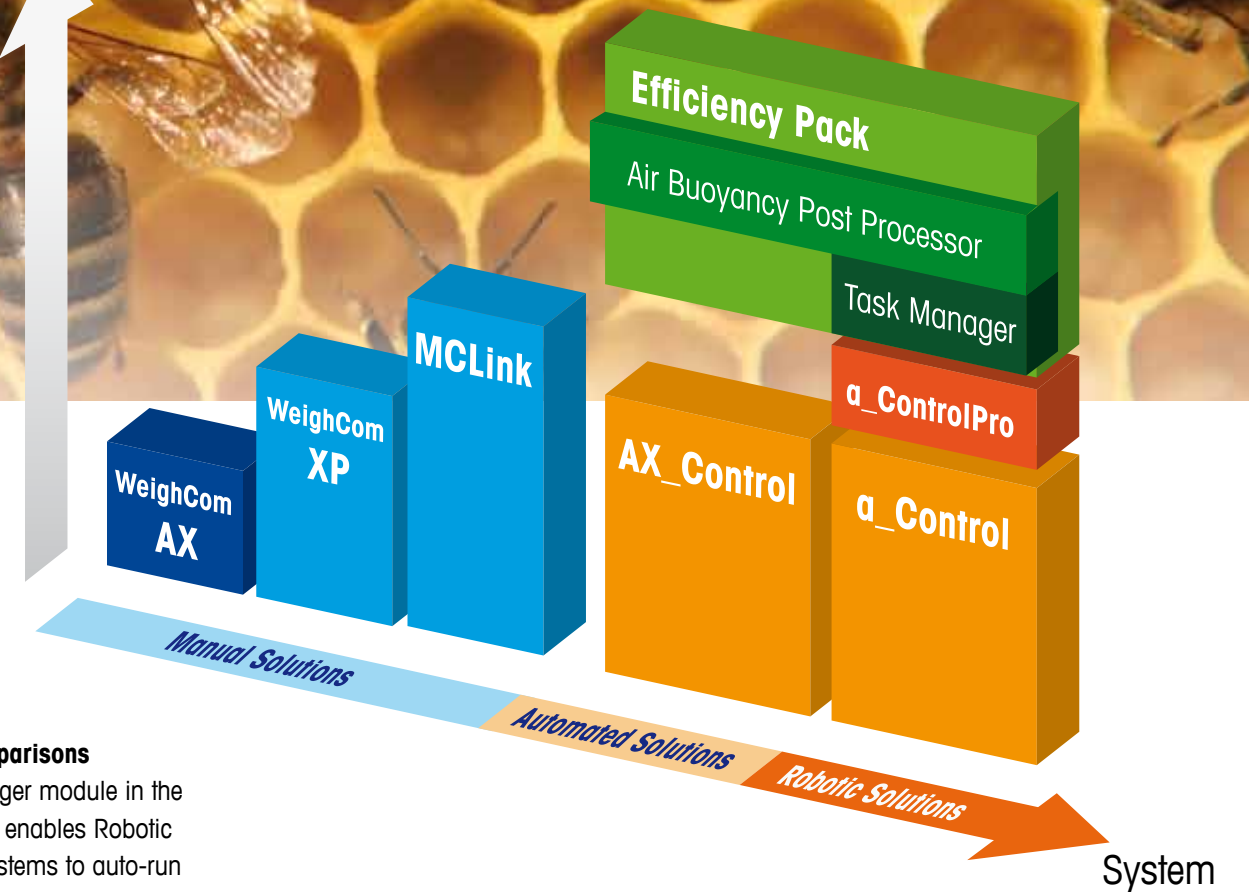 Efficiency Pack
Air Buoyancy Post Processor
Task Manager
MCLink
WeighCom
XP
WeighCom
AX
a_ControlPro
AX_Control
a_Control
Manual Solutions
Automated Solutions
Robotic Solutions
System
parisons
ger module in the
enables Robotic
stems to auto-run